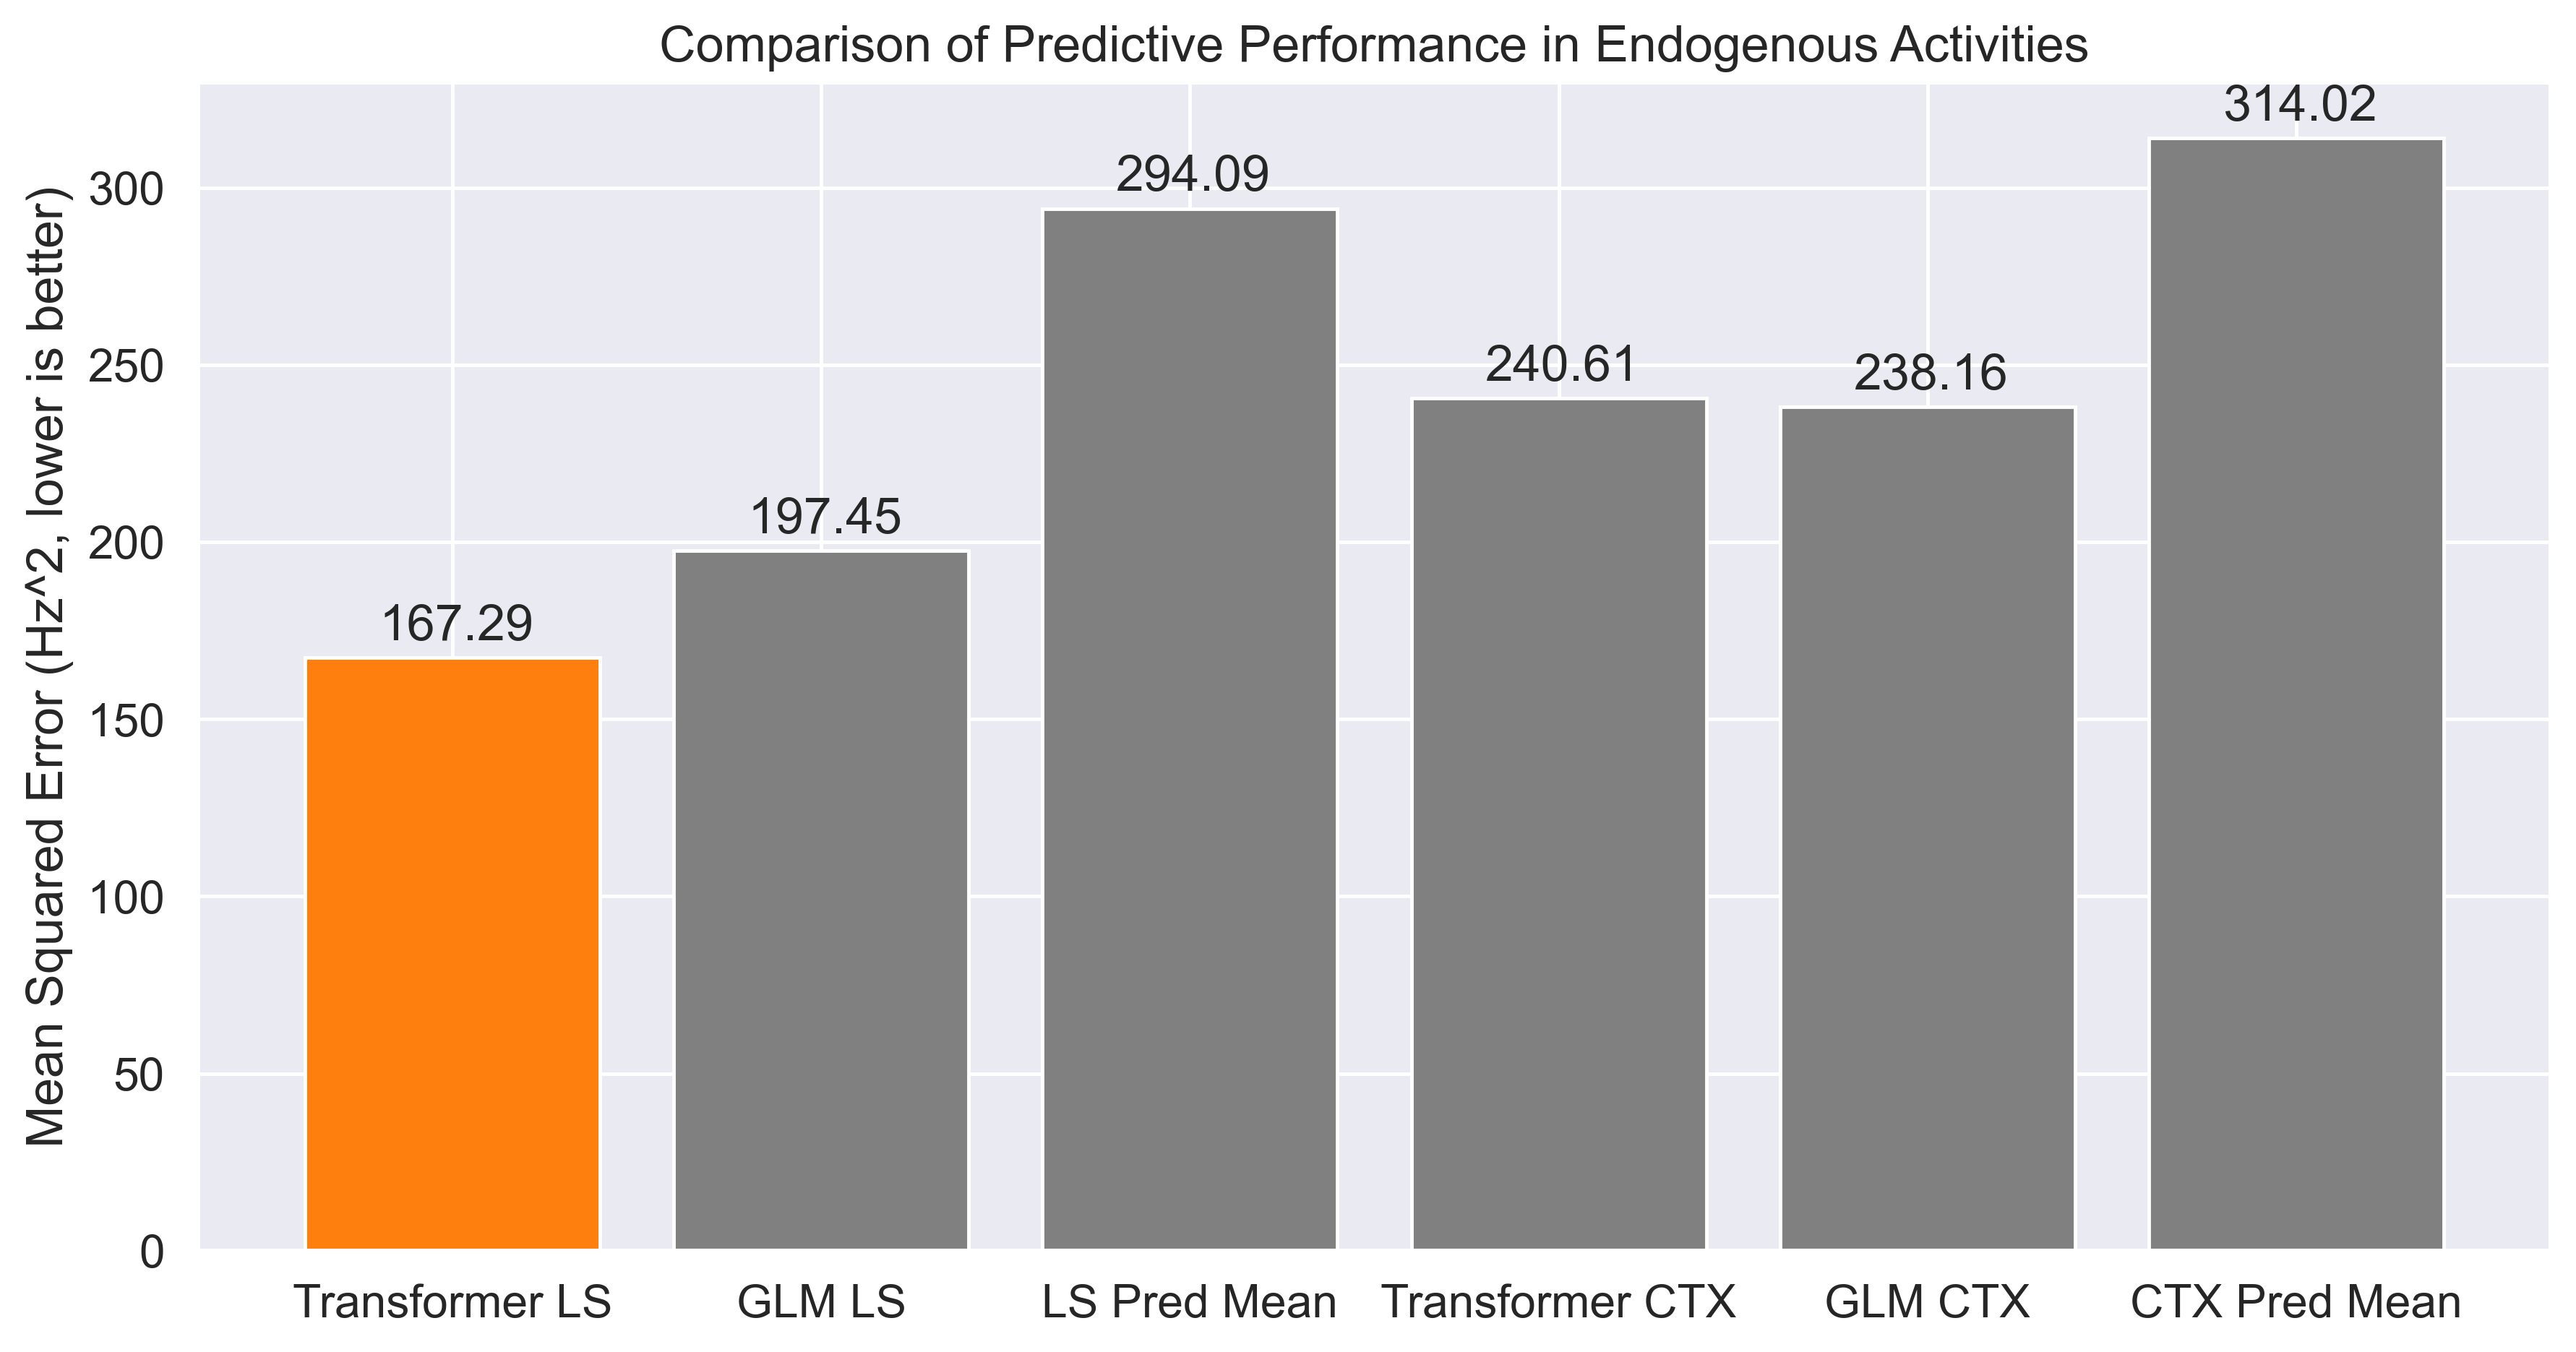 Comparison of Predictive Performance in Endogenous Activities
Mean Squared Error (Hz^2, lower is better)
300
250
200
150
100
50
0
167.29
197.45
294.09
240.61
238.16
314.02
Transformer LS
GLM LS
LS Pred Mean
Transformer CTX
GLM CTX
CTX Pred Mean